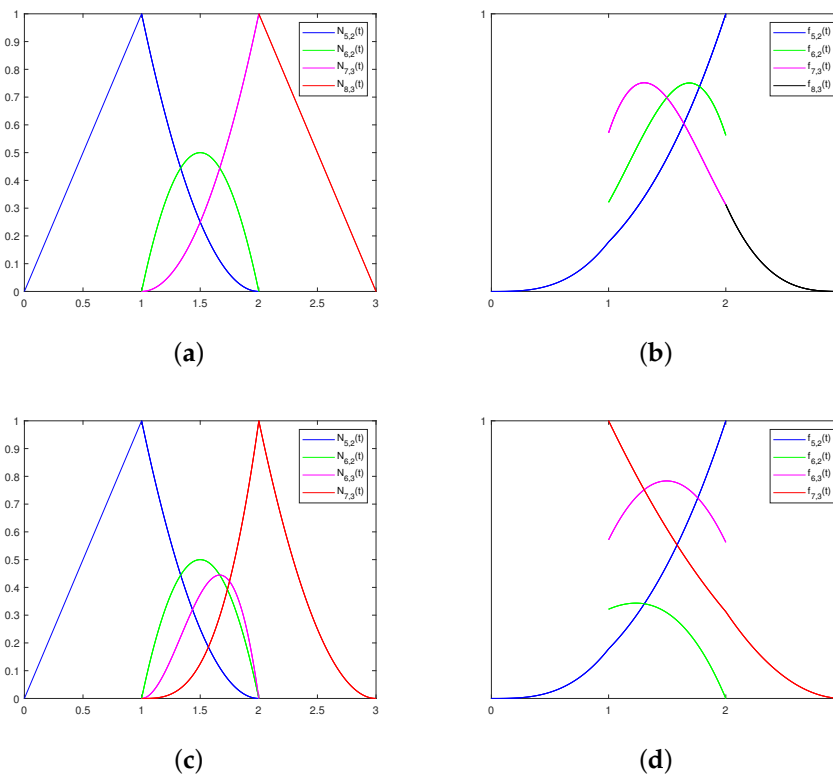 1
0.9
0.8
0.7
0.6
0.5
0.4
0.3
0.2
0.1
0
0 0.5 1 1.5 2 2.5 3
N5,2(t)
N6,2(t)
N7,3(t)
N8,3(t)
(a)
1
0
0 1 2
f5,2(t)
f6,2(t)
f7,3(t)
f8,3(t)
(b)
1
0.9
0.8
0.7
0.6
0.5
0.4
0.3
0.2
0.1
0
0 0.5 1 1.5 2 2.5 3
N5,2(t)
N6,2(t)
N6,3(t)
N7,3(t)
(c)
1
0
0 1 2
f5,2(t)
f6,2(t)
f6,3(t)
f7,3(t)
(d)